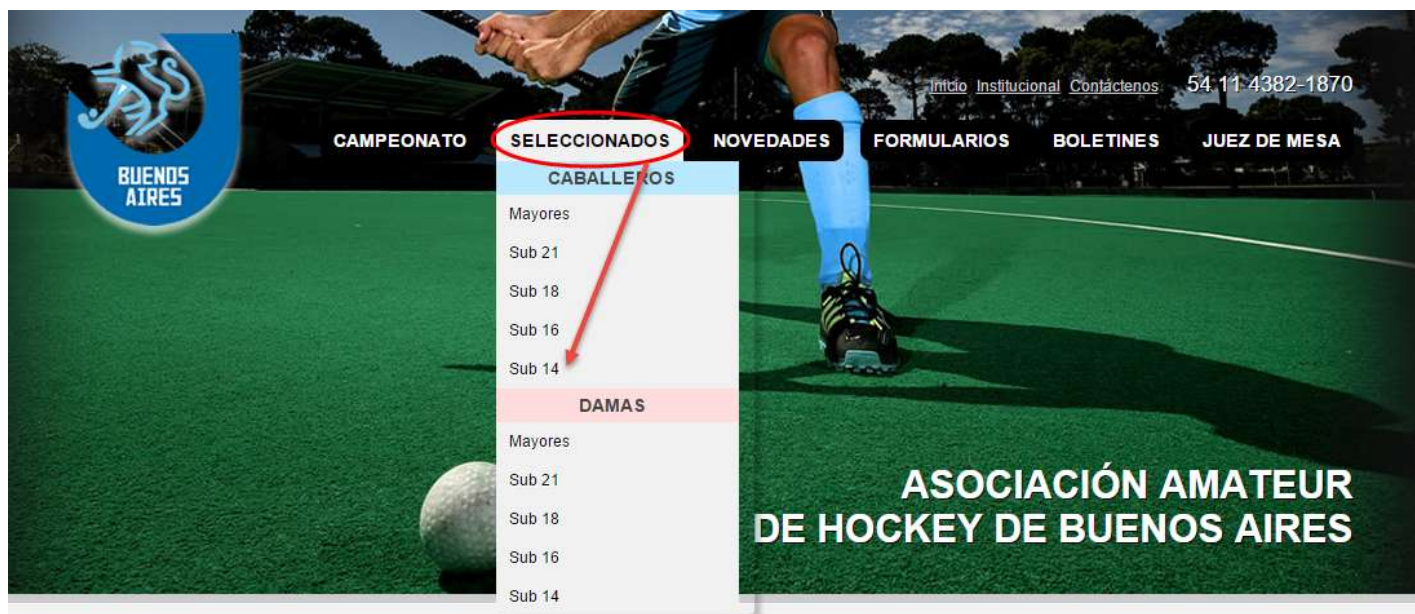 Inicio Institucional Contáctenos 54 11 4382-1870
CAMPEONATO SELECCIONADOS NOVEDADES FORMULARIOS BOLETINES JUEZ DE MESA
BUENOS
AIRES
CABALLEROS
Mayores
Sub 21
Sub 18
Sub 16
Sub 14
DAMAS
Mayores
Sub 21
Sub 18
Sub 16
Sub 14
ASOCIACIÓN AMATEUR
DE HOCKEY DE BUENOS AIRES